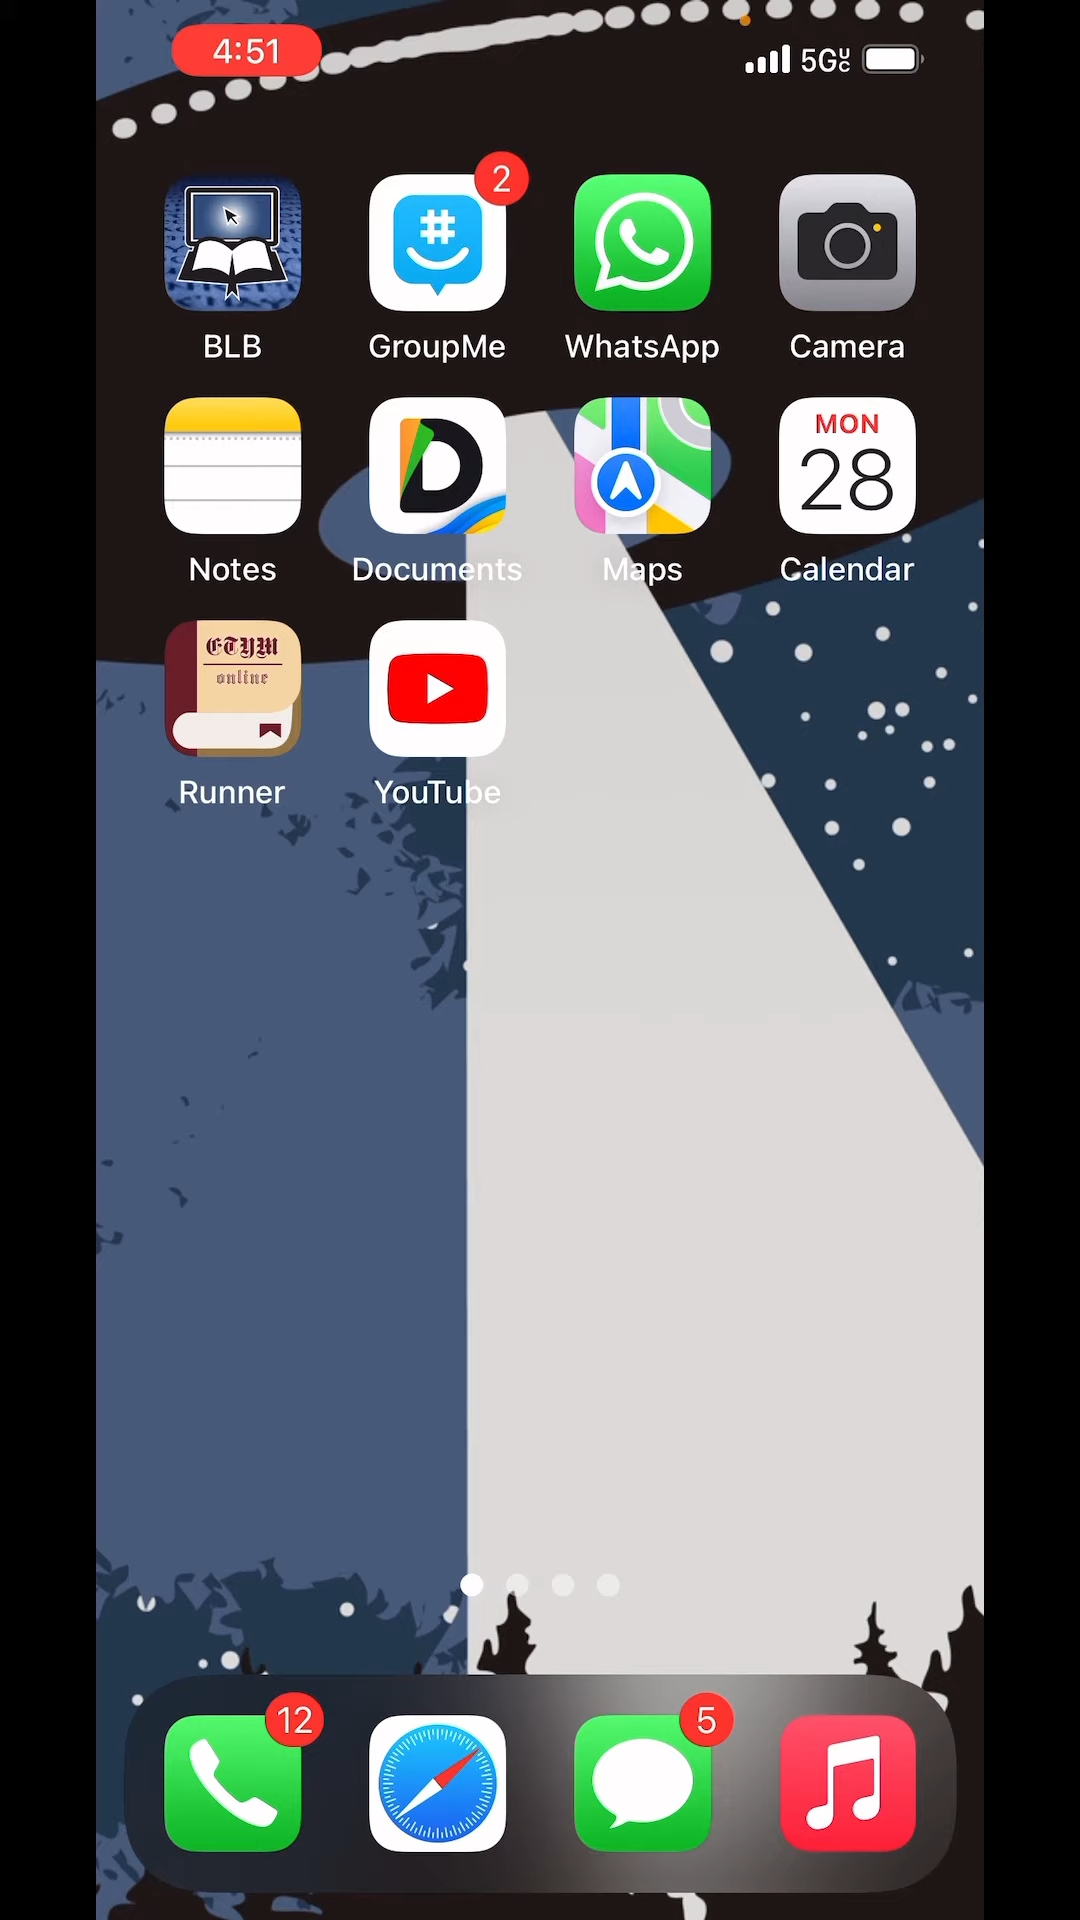 4:51 5GUC
2
BLB GroupMe WhatsApp Camera
MON
28
Notes Documents Maps Calendar
ETYM
online
Runner YouTube
12 5